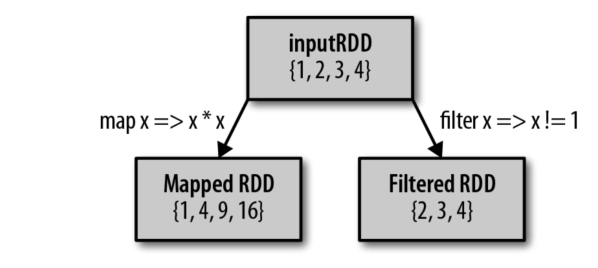 inputRDD
{1, 2, 3, 4}
map x => x * x
filter x => x != 1
Mapped RDD
{1, 4, 9, 16}
Filtered RDD
{2, 3, 4}